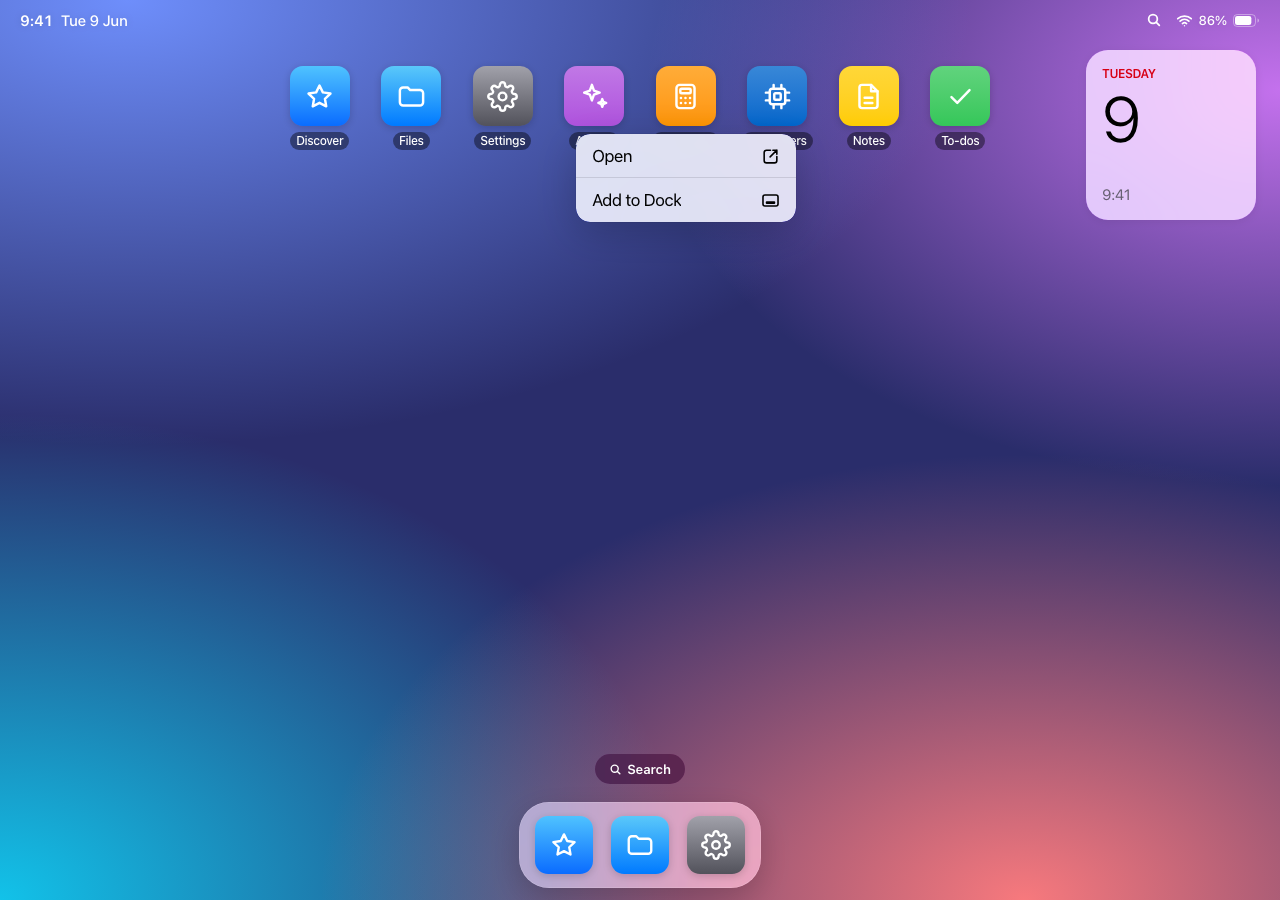 9:41 Tue 9 Jun
86%
Discover
Files
Settings
Notes
To-dos
Open
Add to Dock
TUESDAY
9
9:41
Search